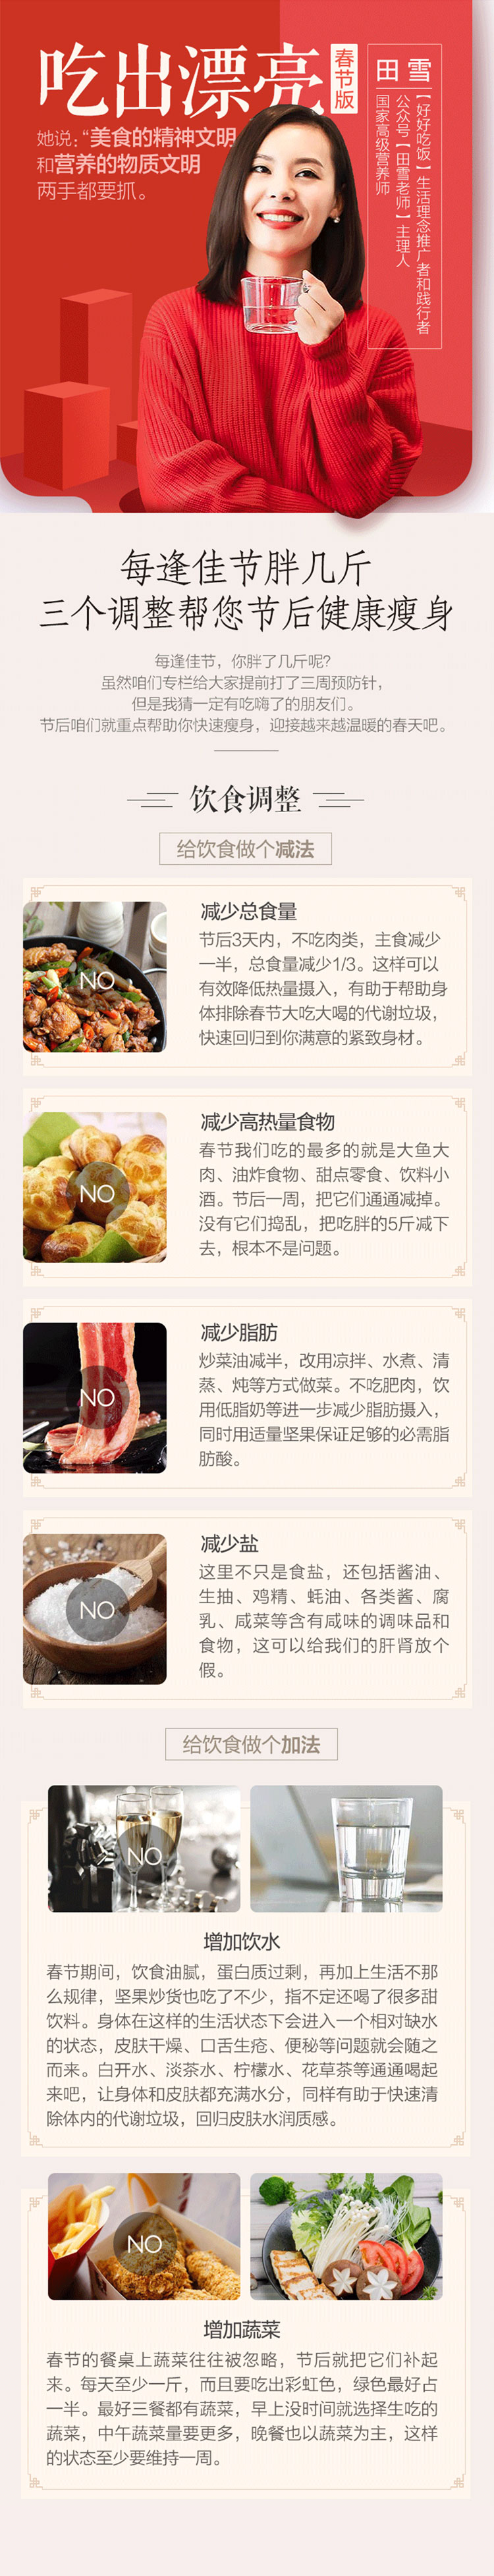 吃出漂亮
春节版
她说：“美食的精神文明
和营养的物质文明
两手都要抓。
田雪
【好好吃饭】生活理念推广者和践行者
公众号【田雪老师】主理人
国家高级营养师
每逢佳节胖几斤
三个调整帮您节后健康瘦身
每逢佳节，你胖了几斤呢？
虽然咱们专栏给大家提前打了三周预防针，
但是我猜一定有吃嗨了的朋友们。
节后咱们就重点帮助你快速瘦身，迎接越来越温暖的春天吧。
饮食调整
给饮食做个减法
NO
减少总食量
节后3天内，不吃肉类，主食减少
一半，总食量减少1/3。这样可以
有效降低热量摄入，有助于帮助身
体排除春节大吃大喝的代谢垃圾，
快速回归到你满意的紧致身材。
NO
减少高热量食物
春节我们吃的最多的就是大鱼大
肉、油炸食物、甜点零食、饮料小
酒。节后一周，把它们通通减掉。
没有它们捣乱，把吃胖的5斤减下
去，根本不是问题。
NO
减少脂肪
炒菜油减半，改用凉拌、水煮、清
蒸、炖等方式做菜。不吃肥肉，饮
用低脂奶等进一步减少脂肪摄入，
同时用适量坚果保证足够的必需脂
肪酸。
NO
减少盐
这里不只是食盐，还包括酱油、
生抽、鸡精、蚝油、各类酱、腐
乳、咸菜等含有咸味的调味品和
食物，这可以给我们的肝肾放个
假。
给饮食做个加法
NO
增加饮水
春节期间，饮食油腻，蛋白质过剩，再加上生活不那
么规律，坚果炒货也吃了不少，指不定还喝了很多甜
饮料。身体在这样的生活状态下会进入一个相对缺水
的状态，皮肤干燥、口舌生疮、便秘等问题就会随之
而来。白开水、淡茶水、柠檬水、花草茶等通通喝起
来吧，让身体和皮肤都充满水分，同样有助于快速清
除体内的代谢垃圾，回归皮肤水润质感。
NO
增加蔬菜
春节的餐桌上蔬菜往往被忽略，节后就把它们补起
来。每天至少一斤，而且要吃出彩虹色，绿色最好占
一半。最好三餐都有蔬菜，早上没时间就选择生吃的
蔬菜，中午蔬菜量要更多，晚餐也以蔬菜为主，这样
的状态至少要维持一周。